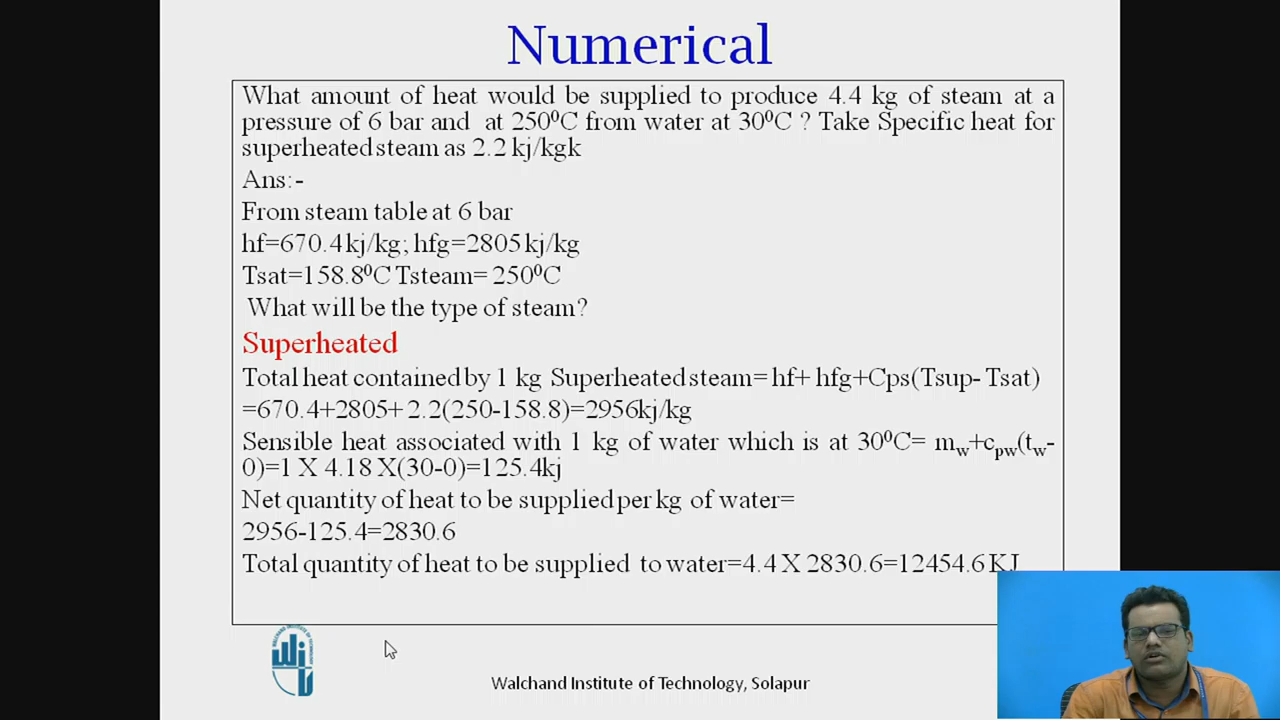 Numerical
What amount of heat would be supplied to produce 4.4 kg of steam at a
pressure of 6 bar and at 250⁰C from water at 30⁰C ? Take Specific heat for
superheated steam as 2.2 kj/kgk
Ans:-
From steam table at 6 bar
hf=670.4 kj/kg; hfg=2805 kj/kg
Tsat=158.8⁰C Tsteam= 250⁰C
What will be the type of steam?
Superheated
Total heat contained by 1 kg Superheated steam= hf+ hfg+Cps(Tsup- Tsat)
=670.4+2805+ 2.2(250-158.8)=2956kj/kg
Sensible heat associated with 1 kg of water which is at 30⁰C= mw+cpw(tw-
0)=1 X 4.18 X(30-0)=125.4kj
Net quantity of heat to be supplied per kg of water=
2956-125.4=2830.6
Total quantity of heat to be supplied to water=4.4 X 2830.6=12454.6 KJ
Walchand Institute of Technology, Solapur